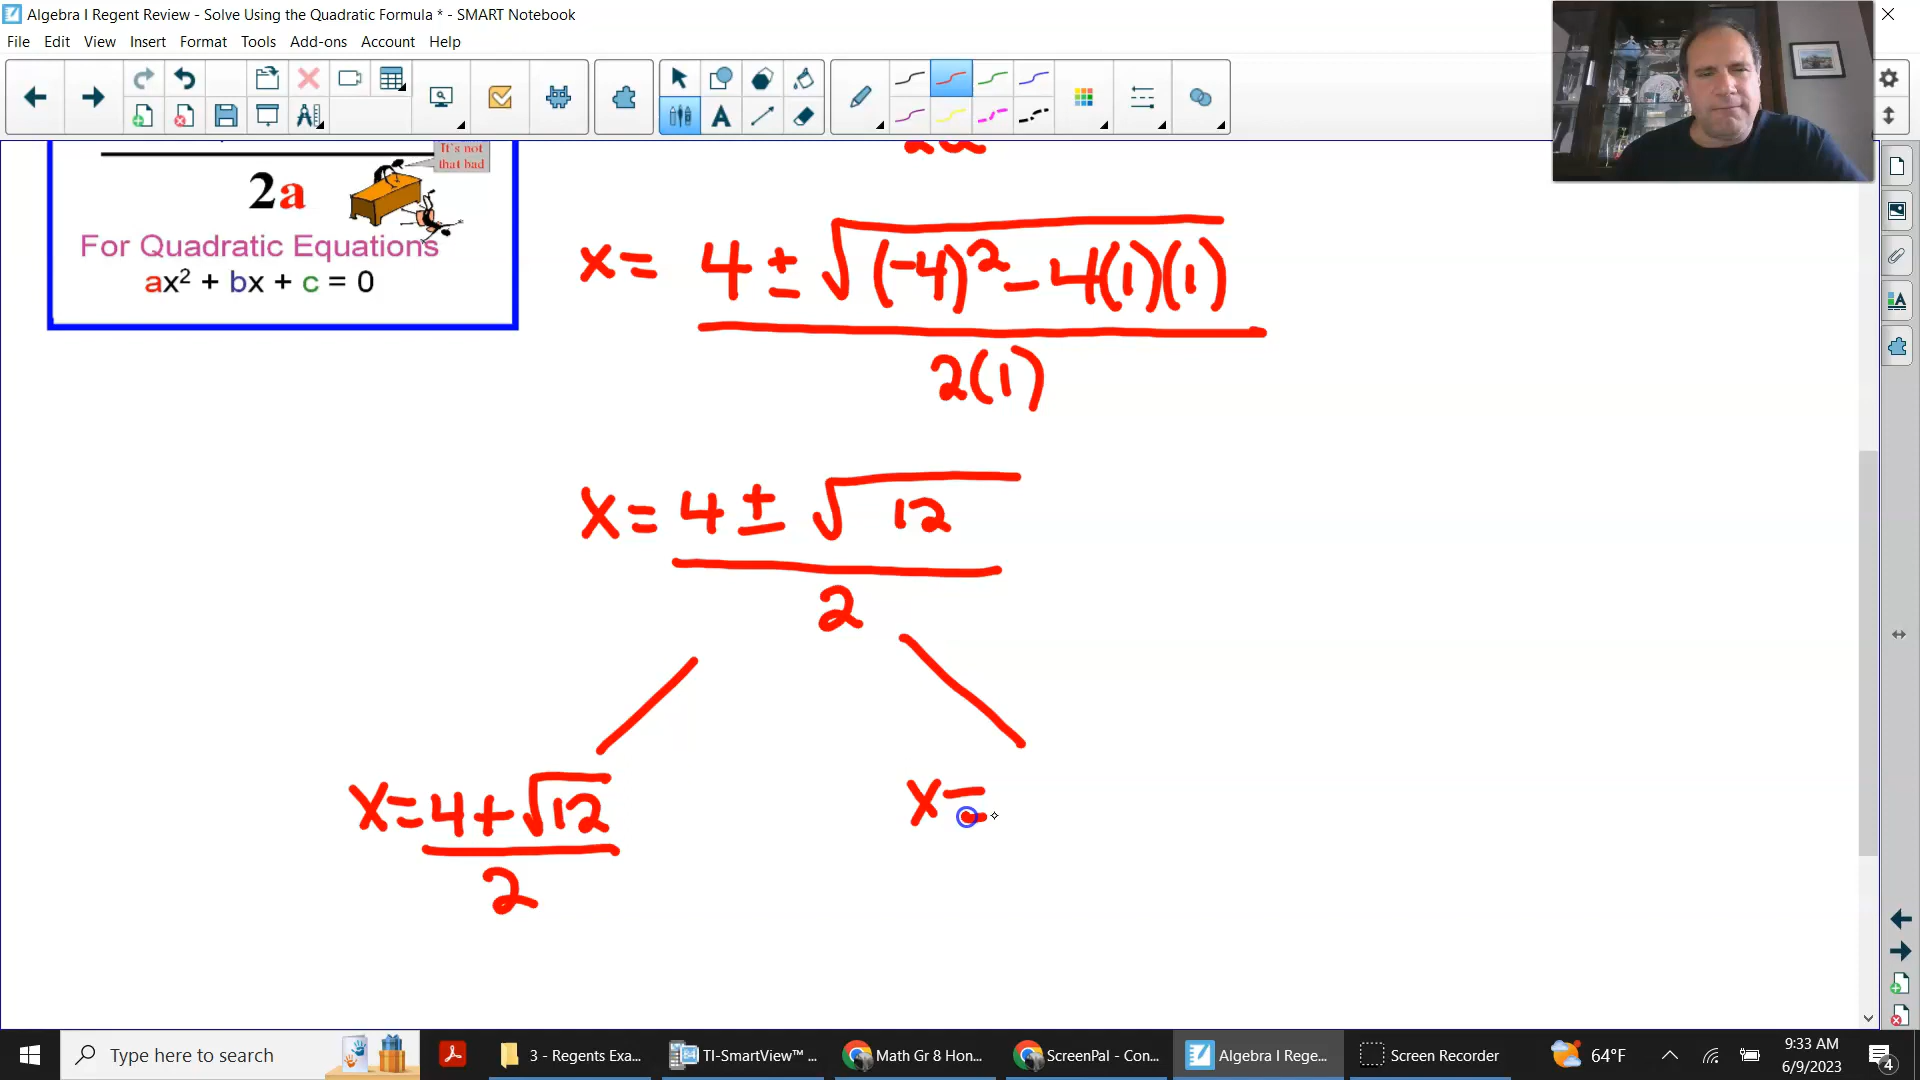 Algebra I Regent Review - Solve Using the Quadratic Formula * - SMART Notebook
File Edit View Insert Format Tools Add-ons Account Help
It's not
that bad
2a
For Quadratic Equations
ax² + bx + c = 0
2a
x = 4 ± √(-4)² - 4(1)(1)
2(1)
x = 4 ± √12
2
x = 4 + √12
2
x =
Type here to search
3 - Regents Exa...
TI-SmartView™ ...
Math Gr 8 Hon...
ScreenPal - Con...
Algebra I Rege...
Screen Recorder
64°F
9:33 AM
6/9/2023
4